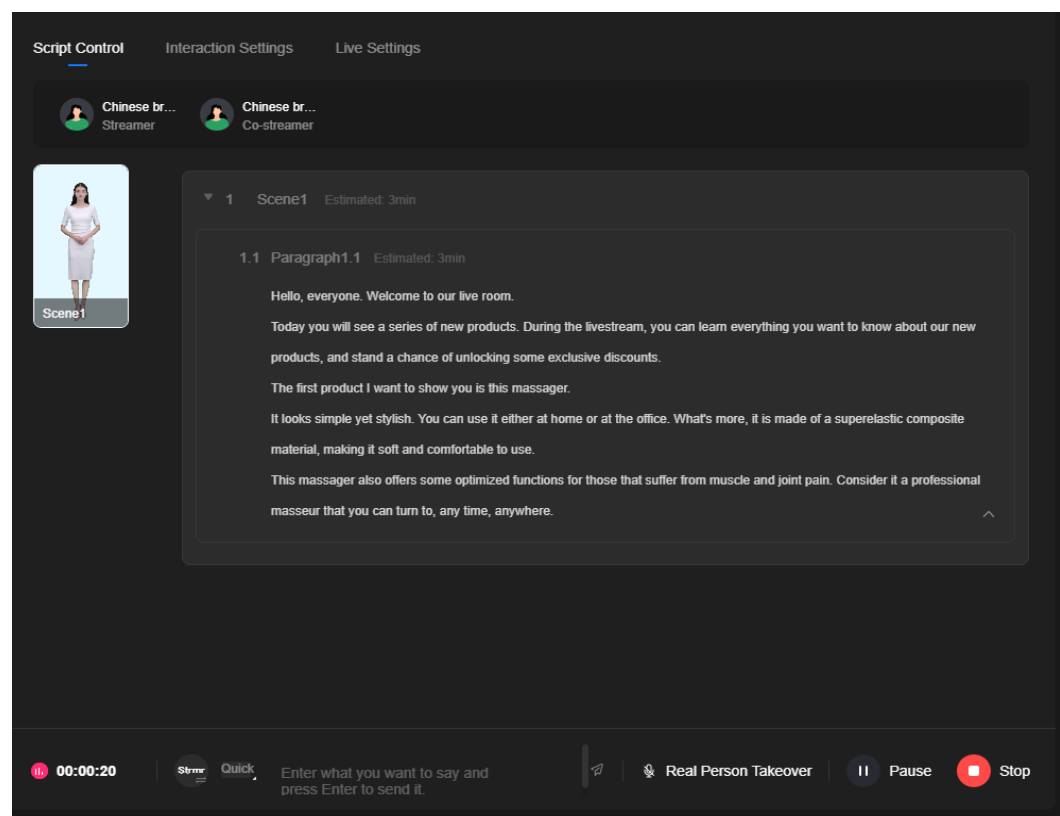 Script Control Interaction Settings Live Settings
Chinese br... Chinese br...
Streamer Co-streamer
1 Scene1 Estimated: 3min
1.1 Paragraph1.1 Estimated: 3min
Hello, everyone. Welcome to our live room.
Scene1
Today you will see a series of new products. During the livestream, you can learn everything you want to know about our new
products, and stand a chance of unlocking some exclusive discounts.
The first product I want to show you is this massager.
It looks simple yet stylish. You can use it either at home or at the office. What's more, it is made of a superelastic composite
material, making it soft and comfortable to use.
This massager also offers some optimized functions for those that suffer from muscle and joint pain. Consider it a professional
masseur that you can turn to, any time, anywhere.
00:00:20 Strmr Quick Enter what you want to say and
press Enter to send it.
Real Person Takeover Pause Stop